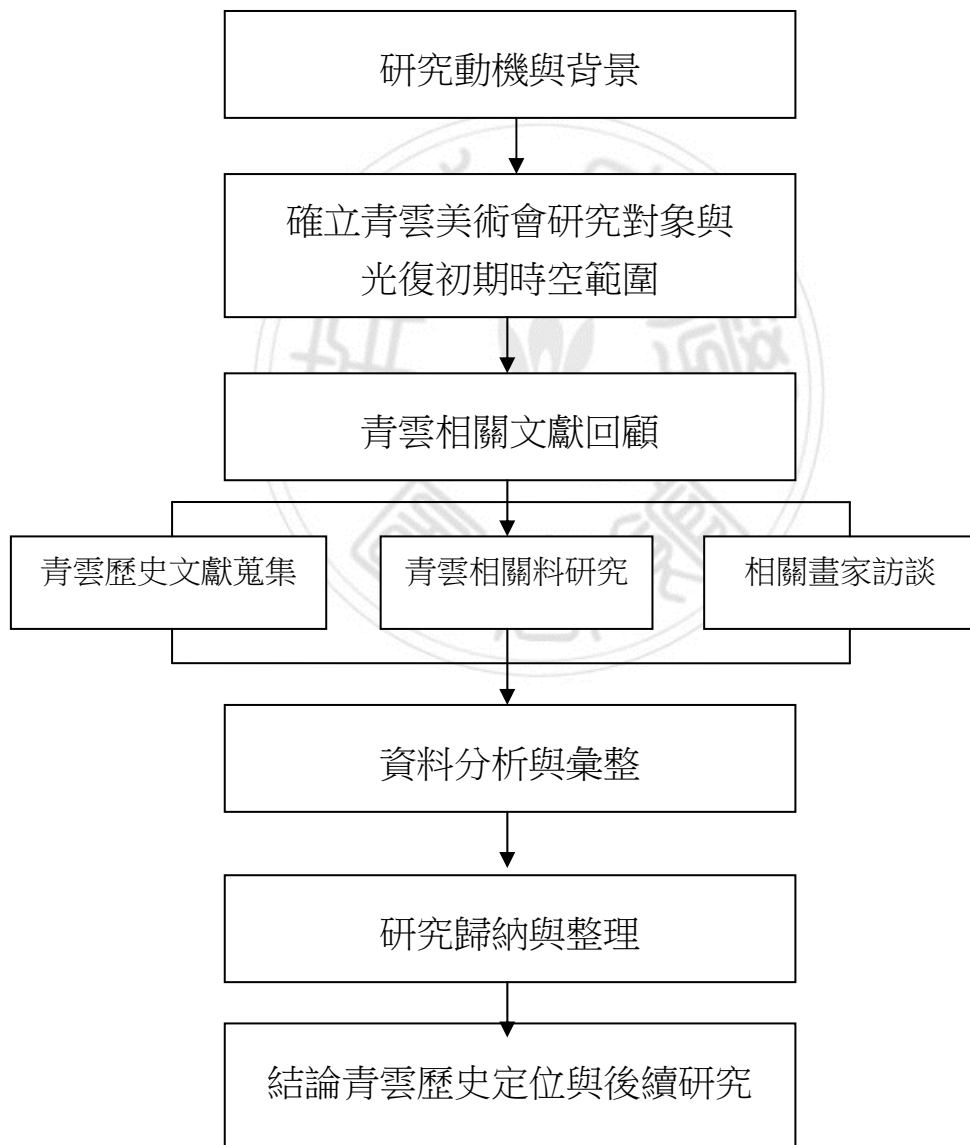 研究動機與背景
確立青雲美術會研究對象與
光復初期時空範圍
青雲相關文獻回顧
青雲歷史文獻蒐集
青雲相關料研究
相關畫家訪談
資料分析與彙整
研究歸納與整理
結論青雲歷史定位與後續研究